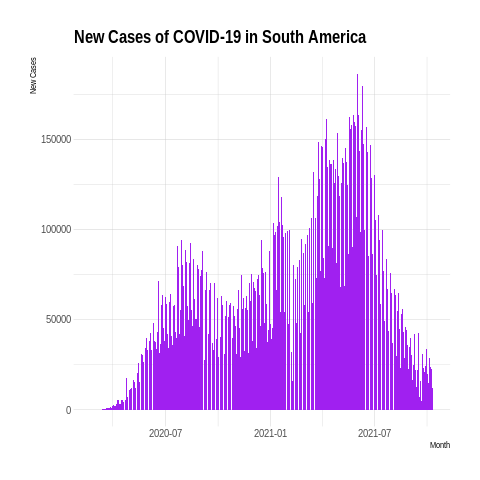 New Cases of COVID-19 in South America
New Cases
150000
100000
50000
0
2020-07 2021-01 2021-07
Month